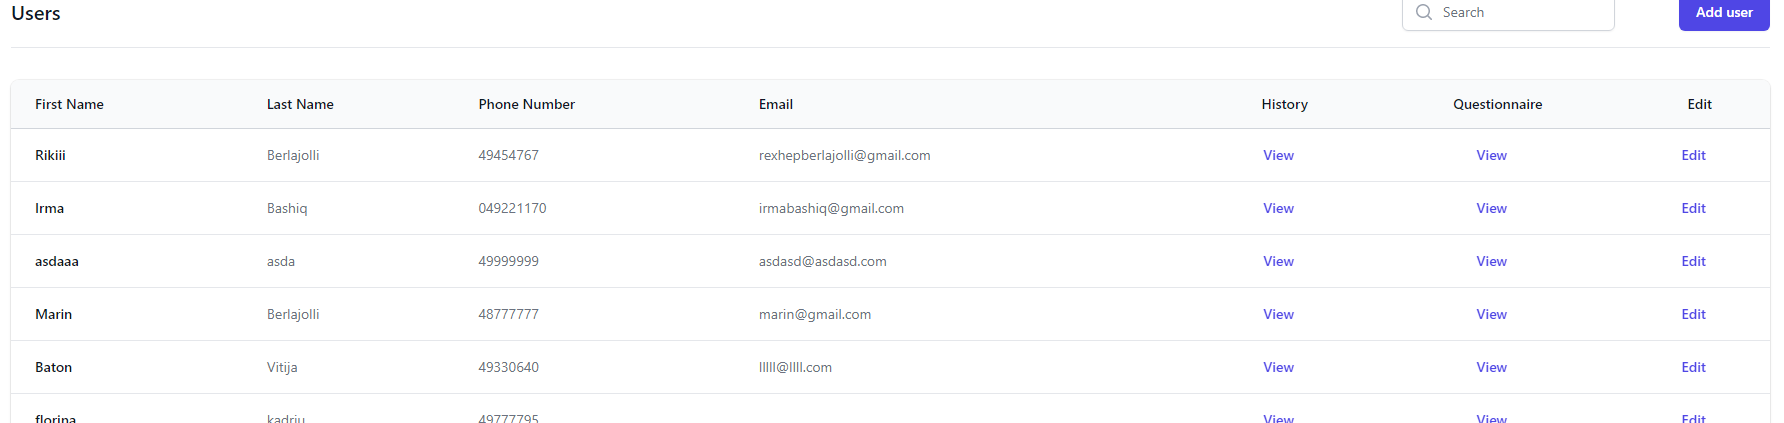 Users Search Add user
First Name Last Name Phone Number Email History Questionnaire Edit
Rikiii Berlajolli 49454767 rexhepberlajolli@gmail.com View View Edit
Irma Bashiq 049221170 irmabashiq@gmail.com View View Edit
asdaaa asda 49999999 asdasd@asdasd.com View View Edit
Marin Berlajolli 48777777 marin@gmail.com View View Edit
Baton Vitija 49330640 lllll@llll.com View View Edit
florina kadriu 49777795 View View Edit